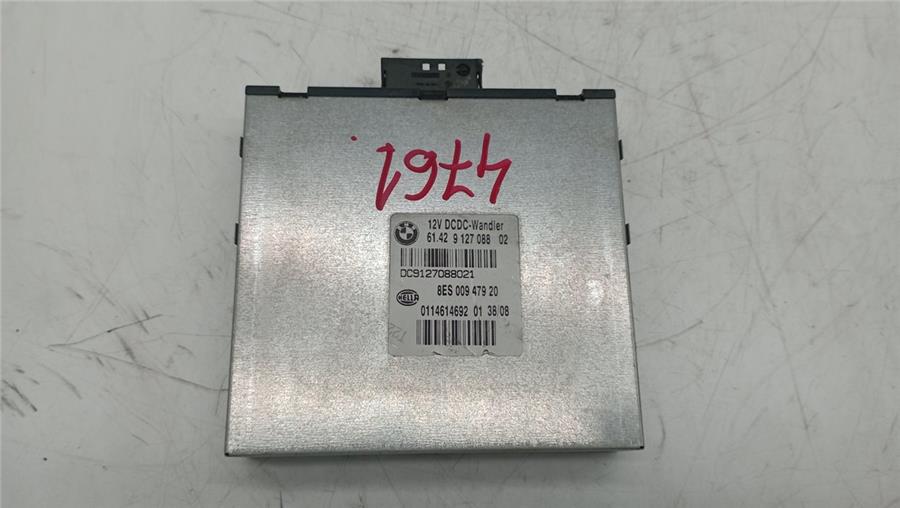 4761.
12V DCDC-Wandler
61.42 9 127 088 02
DC9127088021
8ES 009 479 20
HELLA
0114614692 01 38/08